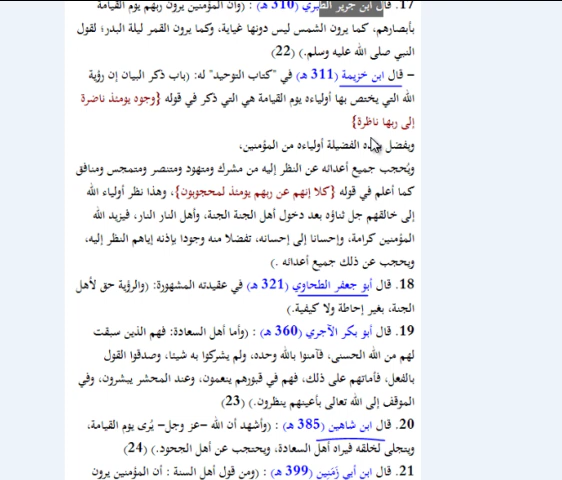 17. قال ابن جرير الطبري (310 هـ) : (وأن المؤمنين يرون ربهم يوم القيامة
بأبصارهم، كما يرون الشمس ليس دونها غياية، وكما يرون القمر ليلة البدر؛ لقول
النبي صلى الله عليه وسلم.) (22)
– قال ابن خزيمة (311 هـ) في "كتاب التوحيد" له: (باب ذكر البيان إن رؤية
الله التي يختص بها أولياءه يوم القيامة هي التي ذكر في قوله {وجوه يومئذ ناضرة
إلى ربها ناظرة}
ويفضل الفضيلة أولياءه من المؤمنين،
ويُحجب جميع أعدائه عن النظر إليه من مشرك ومتهود ومتنصر ومتمجس ومنافق
كما أعلم في قوله {كلا إنهم عن ربهم يومئذ لمحجوبون}، وهذا نظر أولياء الله
إلى خالقهم جل ثناؤه بعد دخول أهل الجنة الجنة، وأهل النار النار، فيزيد الله
المؤمنين كرامة، وإحسانا إلى إحسانه، تفضلا منه وجودا بإذنه إياهم النظر إليه،
ويحجب عن ذلك جميع أعدائه .)
18. قال أبو جعفر الطحاوي (321 هـ) في عقيدته المشهورة: (والرؤية حق لأهل
الجنة، بغير إحاطة ولا كيفية.)
19. قال أبو بكر الآجري (360 هـ) : (وأما أهل السعادة: فهم الذين سبقت
لهم من الله الحسنى، فآمنوا بالله وحده، ولم يشركوا به شيئا، وصدقوا القول
بالفعل، فأماتهم على ذلك، فهم في قبورهم ينعمون، وعند المحشر يبشرون، وفي
الموقف إلى الله تعالى بأعينهم ينظرون.) (23)
20. قال ابن شاهين (385 هـ) : (وأشهد أن الله –عز وجل– يُرى يوم القيامة،
ويتجلى لخلقه فيراه أهل السعادة، ويحتجب عن أهل الجحود.) (24)
21. قال ابن أبي زَمَنِين (399 هـ) : (ومن قول أهل السنة : أن المؤمنين يرون